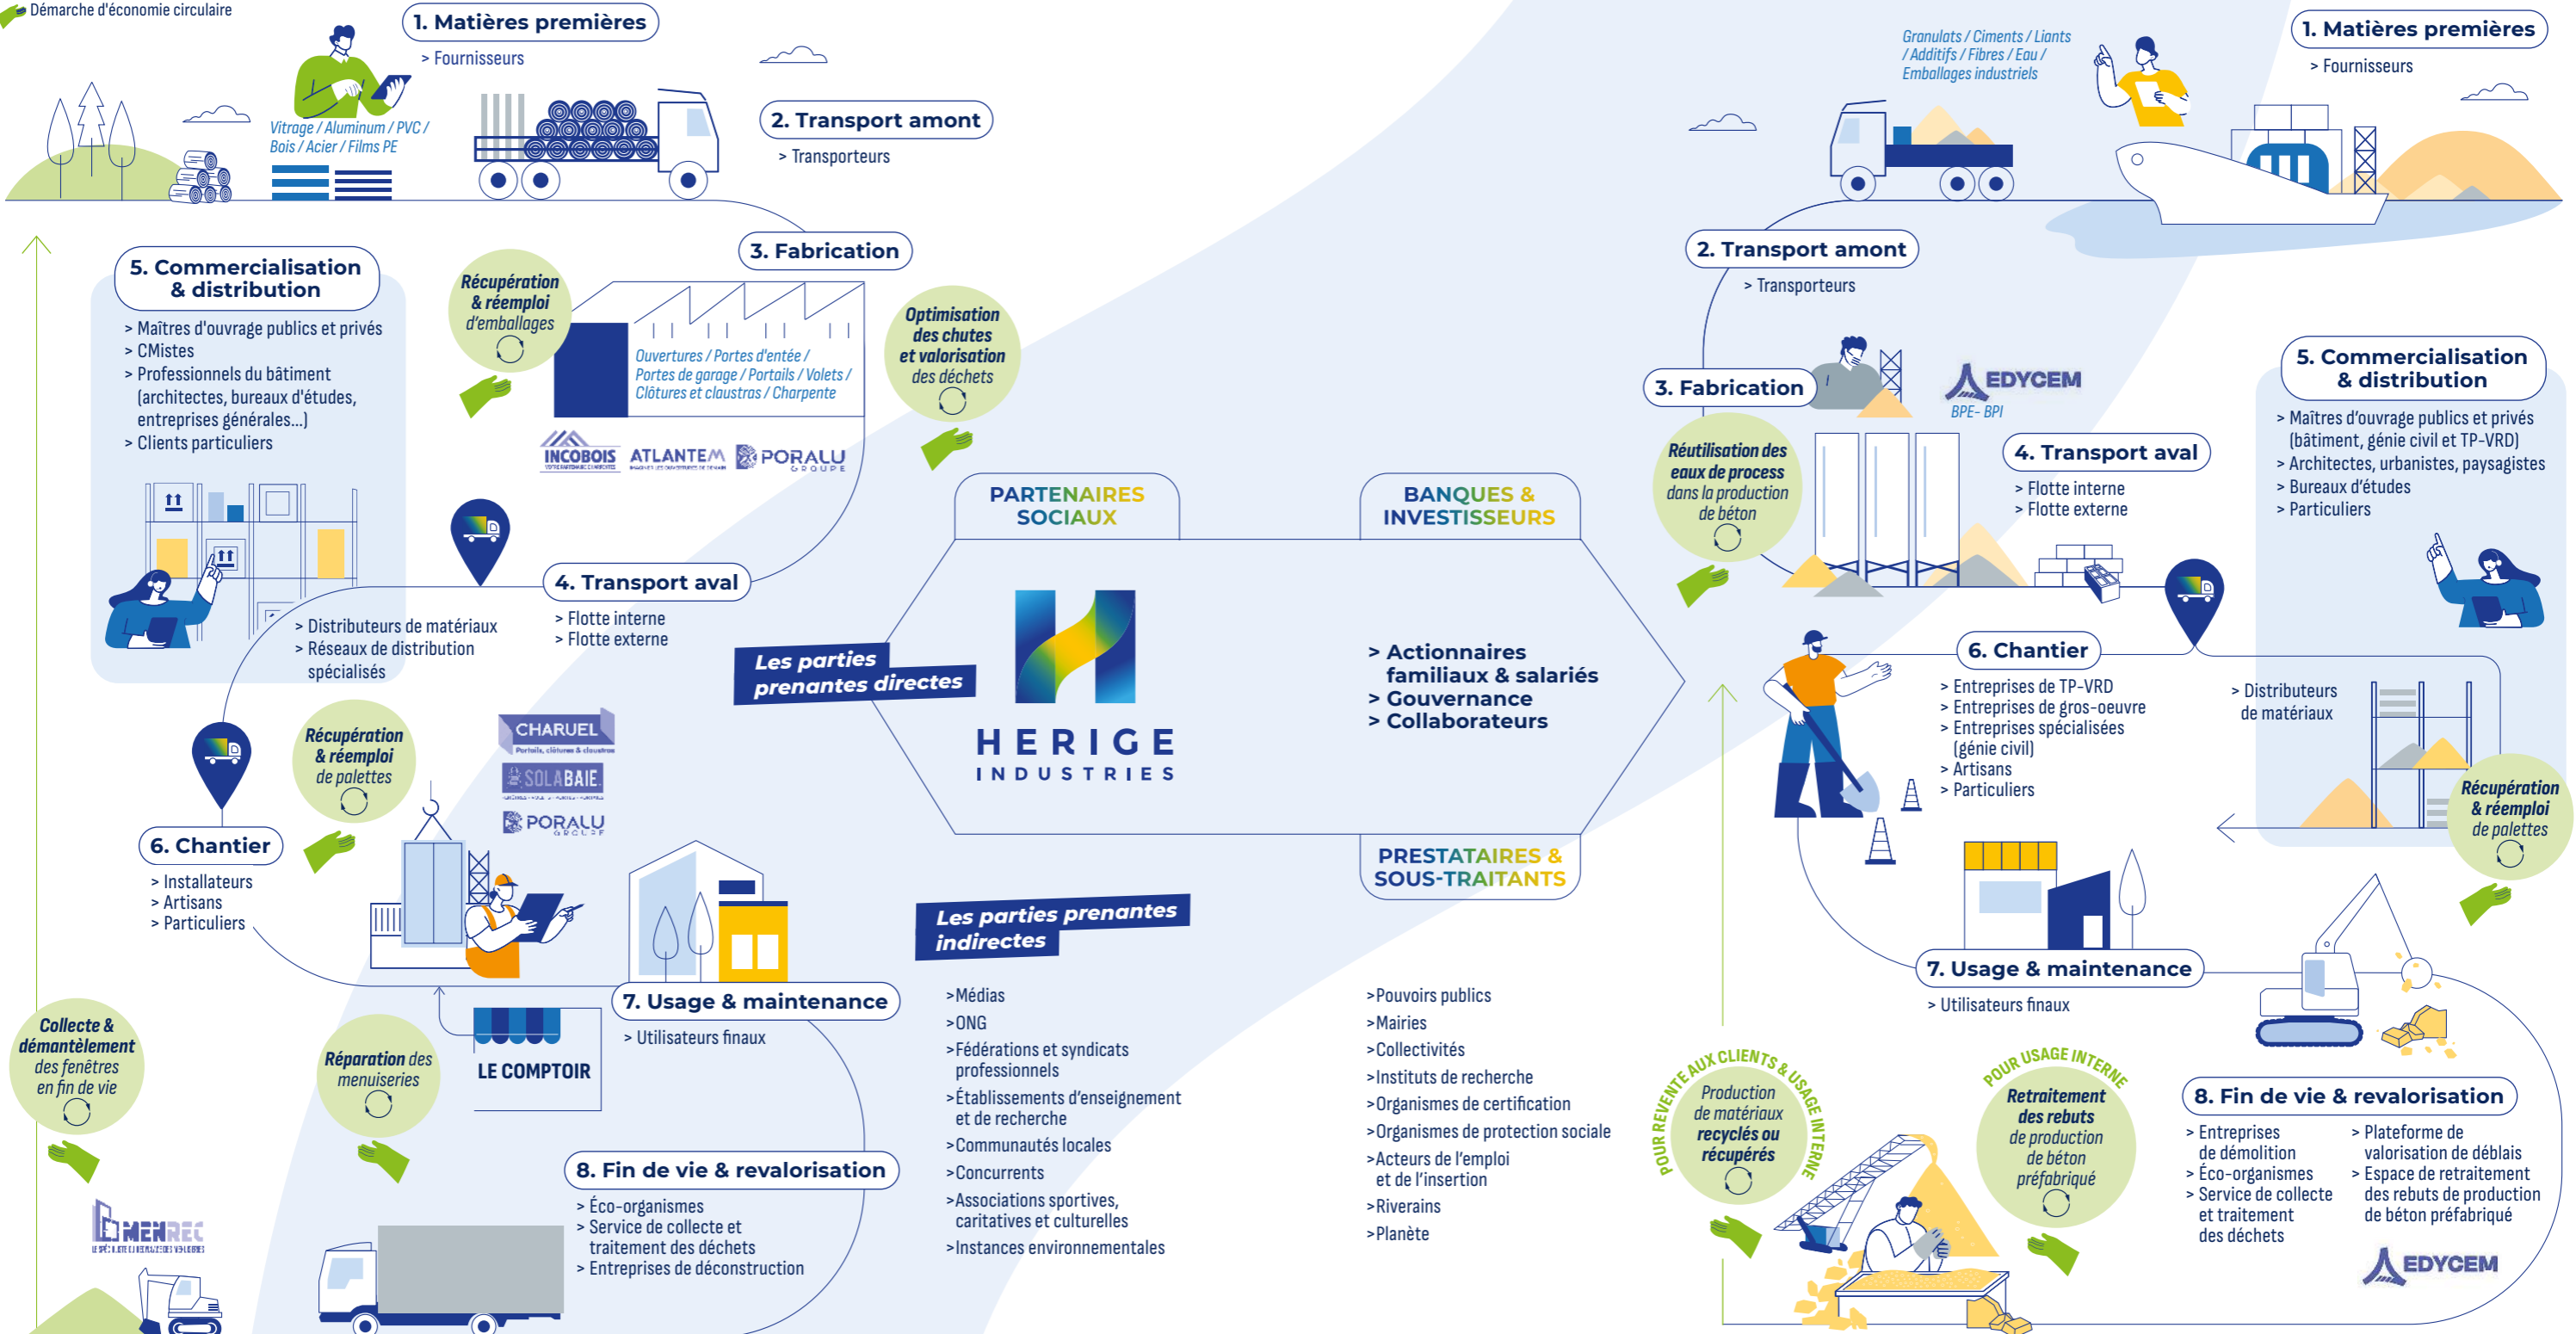 Démarche d'économie circulaire
1. Matières premières
> Fournisseurs
Vitrage / Aluminum / PVC /
Bois / Acier / Films PE
2. Transport amont
> Transporteurs
3. Fabrication
Récupération
& réemploi
d'emballages
Ouvertures / Portes d'entée /
Portes de garage / Portails / Volets /
Clôtures et claustras / Charpente
Optimisation
des chutes
et valorisation
des déchets
INCOBOIS
ATLANTEM
PORALU
GROUPE
5. Commercialisation
& distribution
> Maîtres d'ouvrage publics et privés
> CMistes
> Professionnels du bâtiment
(architectes, bureaux d'études,
entreprises générales...)
> Clients particuliers
> Distributeurs de matériaux
> Réseaux de distribution
spécialisés
4. Transport aval
> Flotte interne
> Flotte externe
Récupération
& réemploi
de palettes
CHARUEL
Portails, clôtures & claustras
SOLABAIE
PORALU
GROUPE
6. Chantier
> Installateurs
> Artisans
> Particuliers
7. Usage & maintenance
> Utilisateurs finaux
LE COMPTOIR
Réparation des
menuiseries
Collecte &
démantèlement
des fenêtres
en fin de vie
MENREC
8. Fin de vie & revalorisation
> Éco-organismes
> Service de collecte et
traitement des déchets
> Entreprises de déconstruction
PARTENAIRES
SOCIAUX
BANQUES &
INVESTISSEURS
Les parties
prenantes directes
HERIGE
INDUSTRIES
> Actionnaires
familiaux & salariés
> Gouvernance
> Collaborateurs
PRESTATAIRES &
SOUS-TRAITANTS
Les parties prenantes
indirectes
>Médias
>ONG
>Fédérations et syndicats
professionnels
>Établissements d'enseignement
et de recherche
>Communautés locales
>Concurrents
>Associations sportives,
caritatives et culturelles
>Instances environnementales
>Pouvoirs publics
>Mairies
>Collectivités
>Instituts de recherche
>Organismes de certification
>Organismes de protection sociale
>Acteurs de l'emploi
et de l'insertion
>Riverains
>Planète
1. Matières premières
> Fournisseurs
Granulats / Ciments / Liants
/ Additifs / Fibres / Eau /
Emballages industriels
2. Transport amont
> Transporteurs
3. Fabrication
EDYCEM
BPE- BPI
Réutilisation des
eaux de process
dans la production
de béton
4. Transport aval
> Flotte interne
> Flotte externe
5. Commercialisation
& distribution
> Maîtres d'ouvrage publics et privés
(bâtiment, génie civil et TP-VRD)
> Architectes, urbanistes, paysagistes
> Bureaux d'études
> Particuliers
> Distributeurs
de matériaux
Récupération
& réemploi
de palettes
6. Chantier
> Entreprises de TP-VRD
> Entreprises de gros-oeuvre
> Entreprises spécialisées
(génie civil)
> Artisans
> Particuliers
7. Usage & maintenance
> Utilisateurs finaux
POUR REVENTE AUX CLIENTS & USAGE INTERNE
Production
de matériaux
recyclés ou
récupérés
POUR USAGE INTERNE
Retraitement
des rebuts
de production
de béton
préfabriqué
8. Fin de vie & revalorisation
> Entreprises
de démolition
> Éco-organismes
> Service de collecte
et traitement
des déchets
> Plateforme de
valorisation de déblais
> Espace de retraitement
des rebuts de production
de béton préfabriqué
EDYCEM